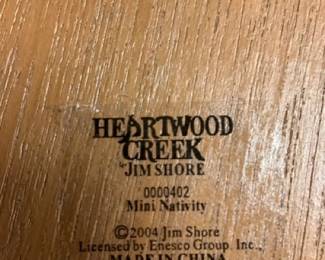 HEARTWOOD
CREEK
by JIM SHORE
0000402
Mini Nativity
©2004 Jim Shore
Licensed by Enesco Group. Inc.,
MADE IN CHINA